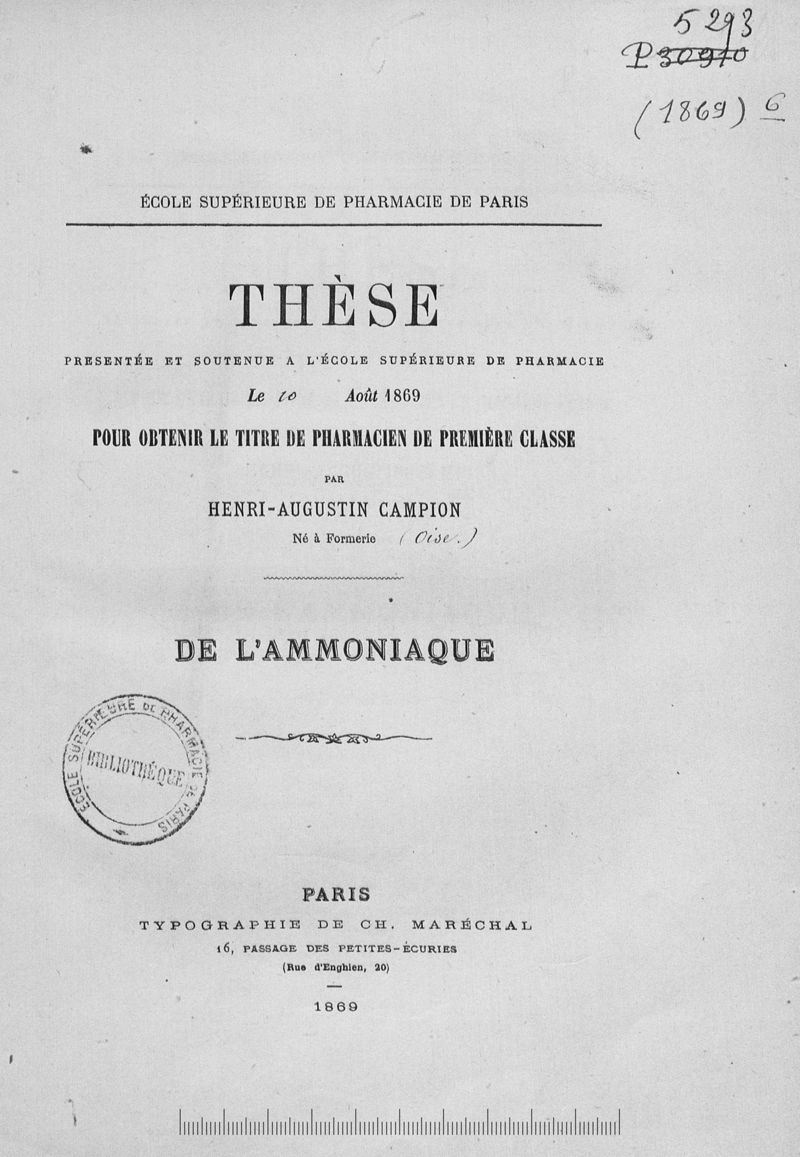 5293
P30970
(1869) 6
ÉCOLE SUPÉRIEURE DE PHARMACIE DE PARIS
THÈSE
PRESENTÉE ET SOUTENUE A L'ÉCOLE SUPÉRIEURE DE PHARMACIE
Le 10 Août 1869
POUR OBTENIR LE TITRE DE PHARMACIEN DE PREMIÈRE CLASSE
PAR
HENRI-AUGUSTIN CAMPION
Né à Formerie (Oise.)
DE L'AMMONIAQUE
ÉCOLE SUPÉRIEURE DE PHARMACIE DE PARIS
BIBLIOTHÉQUE
PARIS
TYPOGRAPHIE DE CH. MARÉCHAL
16, PASSAGE DES PETITES-ÉCURIES
(Rue d'Enghien, 20)
1869